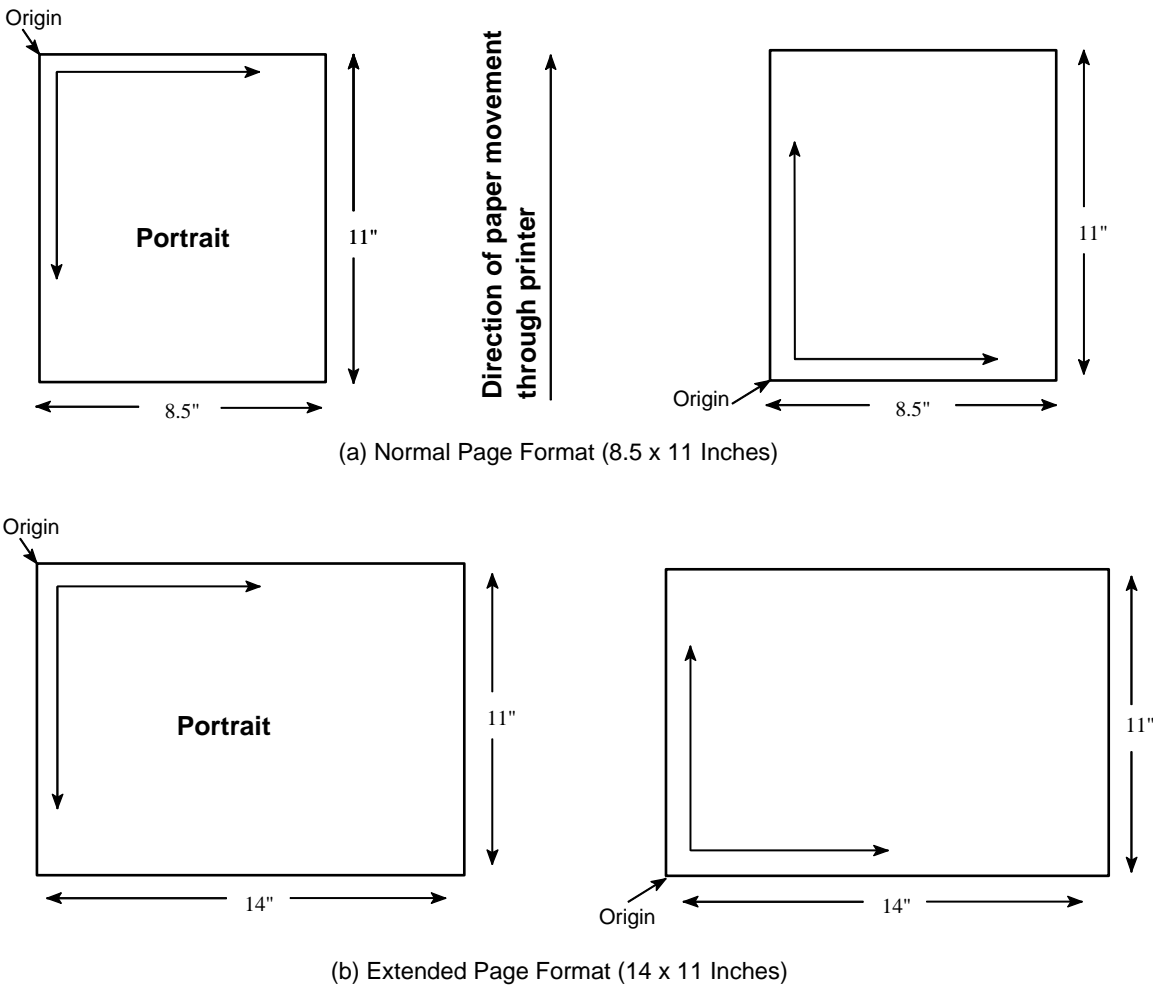 Origin
Portrait
11"
8.5"
Direction of paper movement
through printer
11"
Origin
8.5"
(a) Normal Page Format (8.5 x 11 Inches)
Origin
Portrait
11"
14"
11"
Origin
14"
(b) Extended Page Format (14 x 11 Inches)